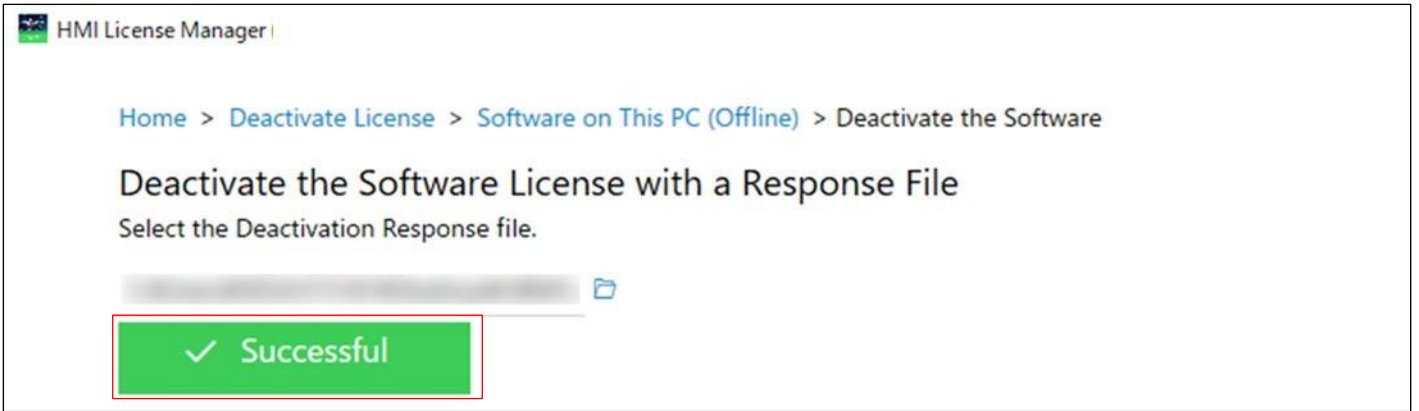 HMI License Manager
Home > Deactivate License > Software on This PC (Offline) > Deactivate the Software
Deactivate the Software License with a Response File
Select the Deactivation Response file.
Successful